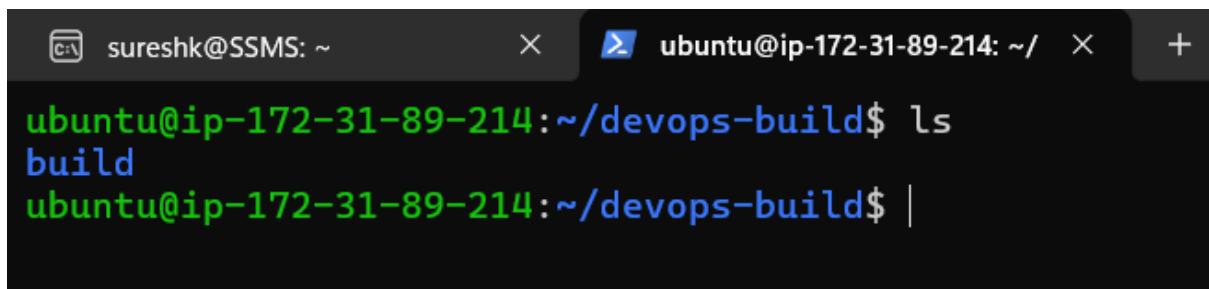 sureshk@SSMS: ~
ubuntu@ip-172-31-89-214: ~/
ubuntu@ip-172-31-89-214:~/devops-build$ ls
build
ubuntu@ip-172-31-89-214:~/devops-build$